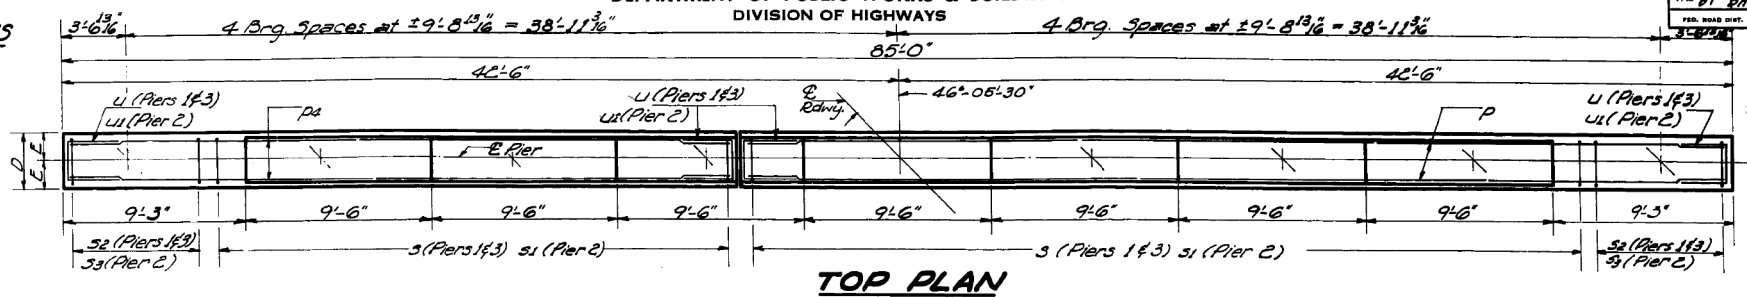 DIVISION OF HIGHWAYS
3'-6 13/16" 4 Brg. Spaces at ±9'-8 13/16" = 38'-11 3/16" 4 Brg. Spaces at ±9'-8 13/16" = 38'-11 3/16"
FED. ROAD DIST.
85'-0"
42'-6" 42'-6"
46°-05'-30"
u (Piers 1&3) u (Piers 1&3) ℄ u (Piers 1&3)
u1 (Pier 2) p4 u1 (Pier 2) Rdwy. p u1 (Pier 2)
D E ℄ Pier
E
9'-3" 9'-6" 9'-6" 9'-6" 9'-6" 9'-6" 9'-6" 9'-3"
s2 (Piers 1&3) s (Piers 1&3) s1 (Pier 2) s (Piers 1&3) s1 (Pier 2) s2 (Piers 1&3)
s3 (Pier 2) s3 (Pier 2)
TOP PLAN